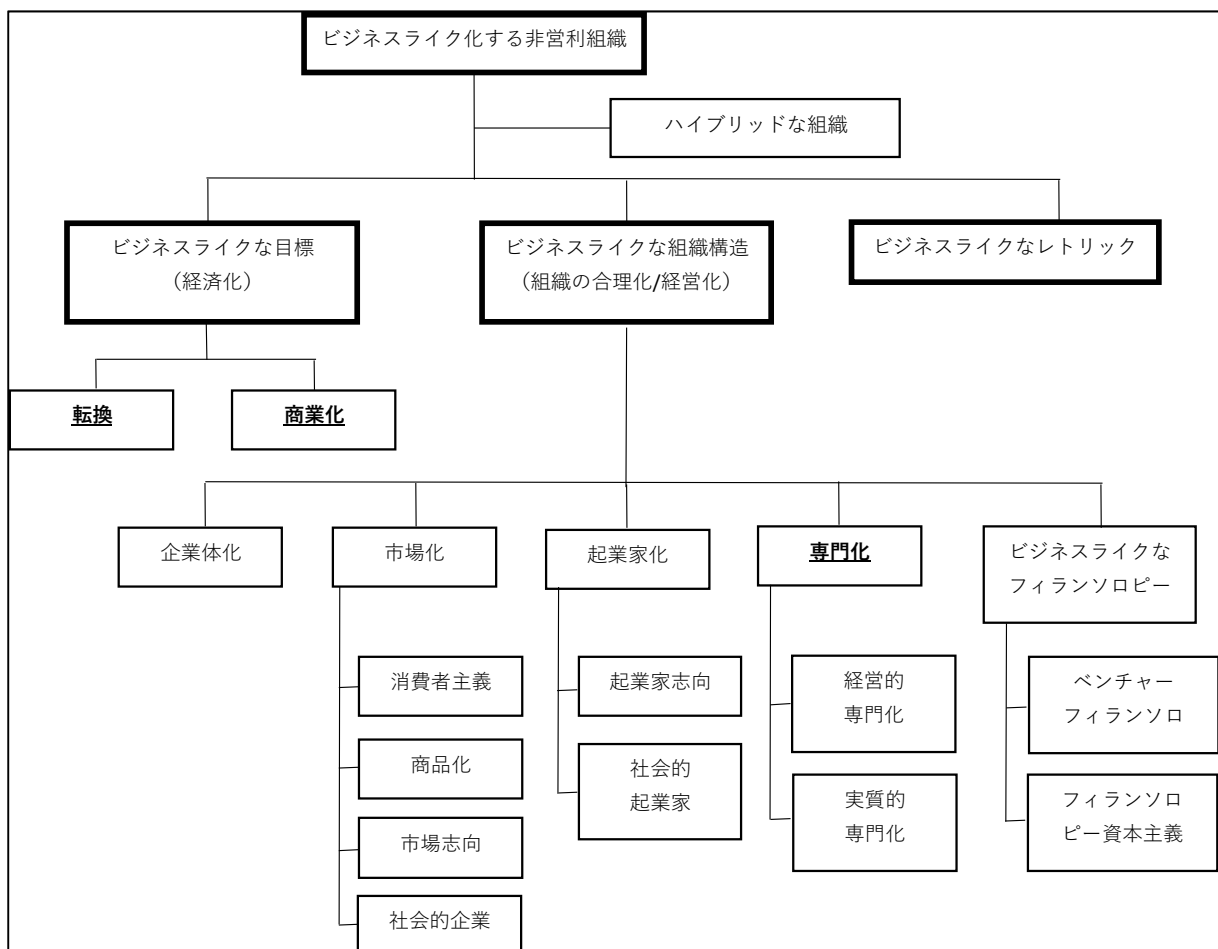 ビジネスライク化する非営利組織
ハイブリッドな組織
ビジネスライクな目標
（経済化）
ビジネスライクな組織構造
（組織の合理化/経営化）
ビジネスライクなレトリック
転換
商業化
企業体化
市場化
起業家化
専門化
ビジネスライクな
フィランソロピー
消費者主義
商品化
市場志向
社会的企業
起業家志向
社会的
起業家
経営的
専門化
実質的
専門化
ベンチャー
フィランソロ
フィランソロ
ピー資本主義